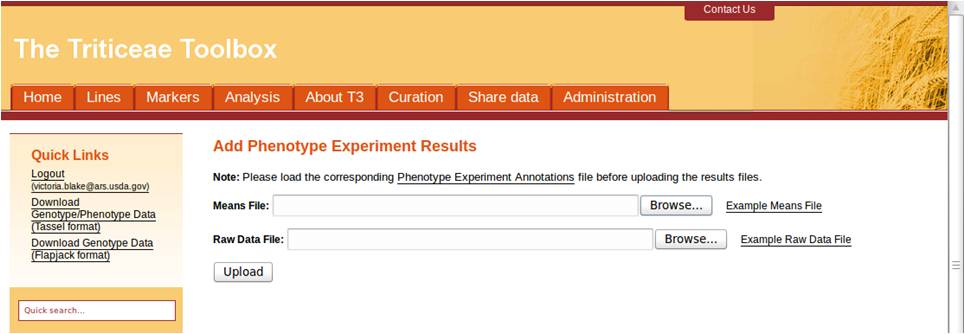 Contact Us
The Triticeae Toolbox
Home Lines Markers Analysis About T3 Curation Share data Administration
Quick Links
Logout
(victoria.blake@ars.usda.gov)
Download
Genotype/Phenotype Data
(Tassel format)
Download Genotype Data
(Flapjack format)
Quick search...
Add Phenotype Experiment Results
Note: Please load the corresponding Phenotype Experiment Annotations file before uploading the results files.
Means File: Browse... Example Means File
Raw Data File: Browse... Example Raw Data File
Upload